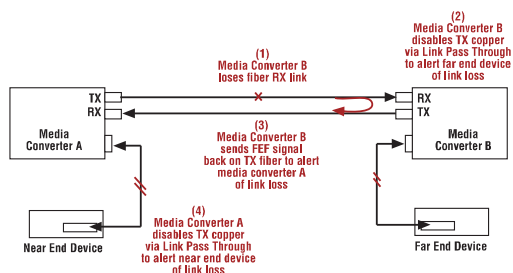 (1)
Media Converter B
loses fiber RX link
(2)
Media Converter B
disables TX copper
via Link Pass Through
to alert far end device
of link loss
TX
RX
Media
Converter A
RX
TX
Media
Converter B
(3)
Media Converter B
sends FEF signal
back on TX fiber to alert
media converter A
of link loss
(4)
Media Converter A
disables TX copper
via Link Pass Through
to alert near end device
of link loss
Near End Device
Far End Device